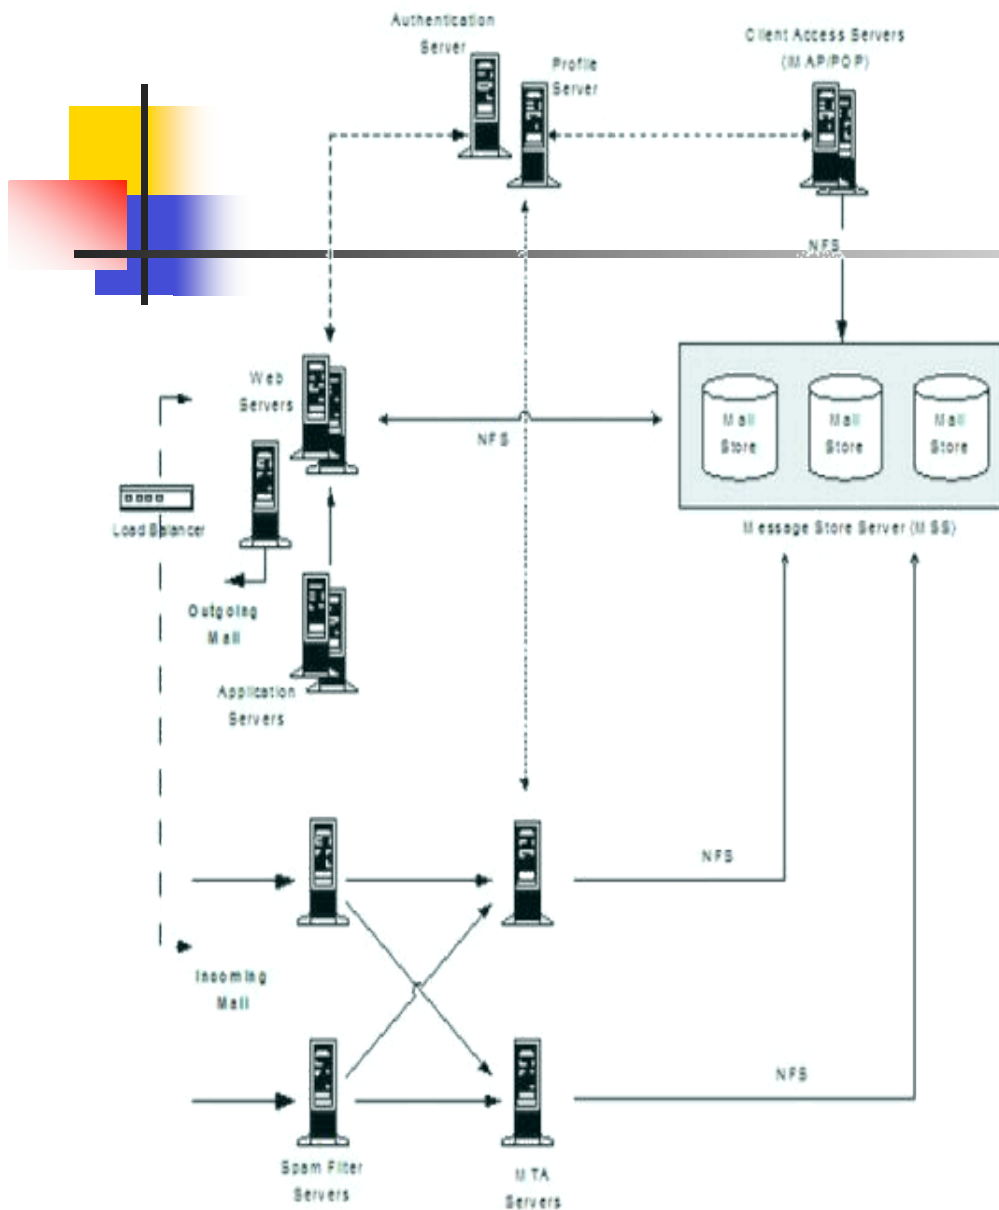 Authentication
Server
Profile
Server
Client Access Servers
(IMAP/POP)
NFS
Web
Servers
NFS
Mail
Store
Mail
Store
Mail
Store
Load Balancer
Message Store Server (MSS)
Outgoing
Mail
Application
Servers
NFS
Incoming
Mail
NFS
Spam Filter
Servers
MTA
Servers